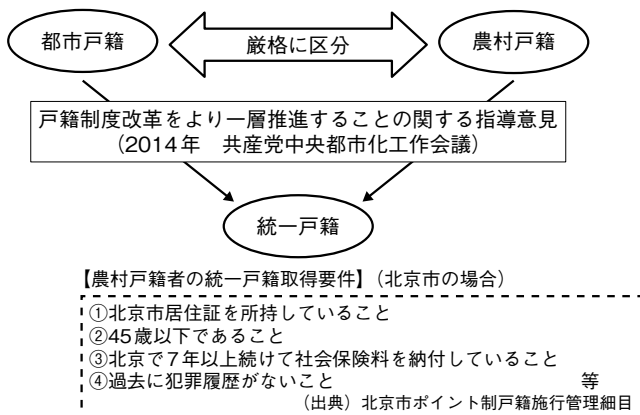 都市戸籍
厳格に区分
農村戸籍
戸籍制度改革をより一層推進することの関する指導意見
（2014年　共産党中央都市化工作会議）
統一戸籍
【農村戸籍者の統一戸籍取得要件】（北京市の場合）
①北京市居住証を所持していること
②45歳以下であること
③北京で７年以上続けて社会保険料を納付していること
④過去に犯罪履歴がないこと　等
（出典）北京市ポイント制戸籍施行管理細目